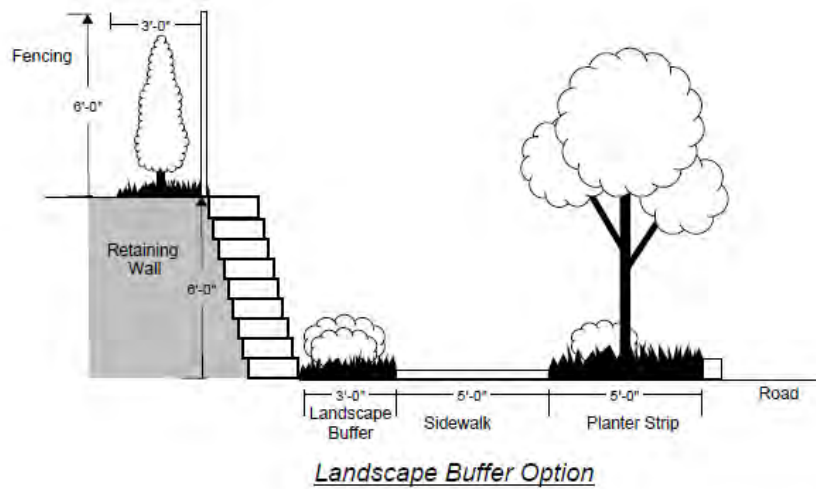 3'-0"
Fencing
6'-0"
Retaining
Wall
6'-0"
3'-0"
5'-0"
5'-0"
Road
Landscape
Buffer
Sidewalk
Planter Strip
Landscape Buffer Option